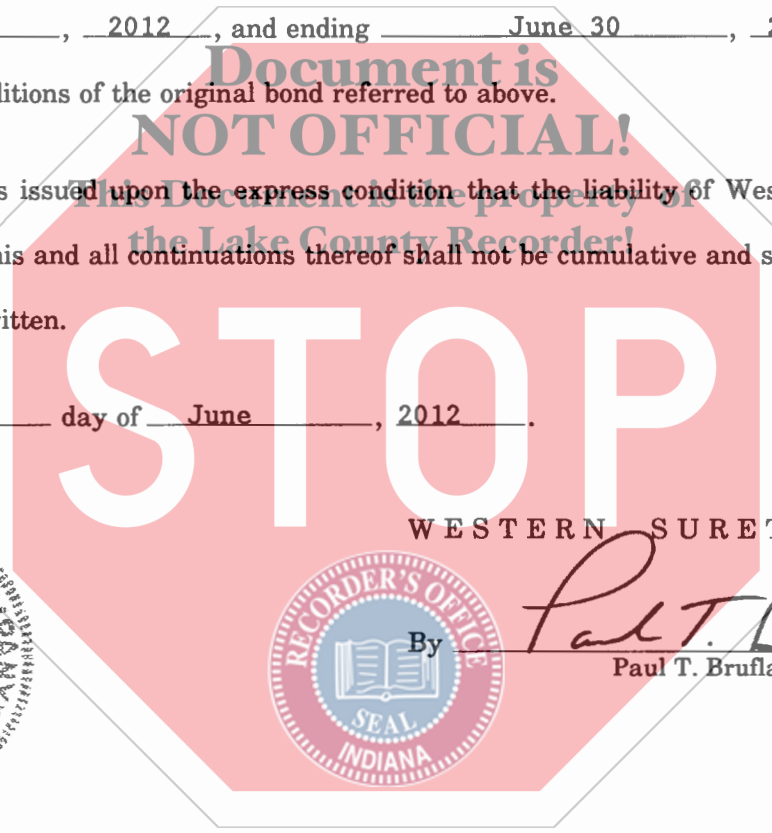 , 2012, and ending June 30,
Document is
ditions of the original bond referred to above.
NOT OFFICIAL!
s issued upon the express condition that the liability of Wes
This Document is the property of
the Lake County Recorder!
his and all continuations thereof shall not be cumulative and s
itten.
STOP
day of June, 2012.
WESTERN SURET
RECORDER'S OFFICE
By Paul T.
Paul T. Brufla
SEAL
INDIANA